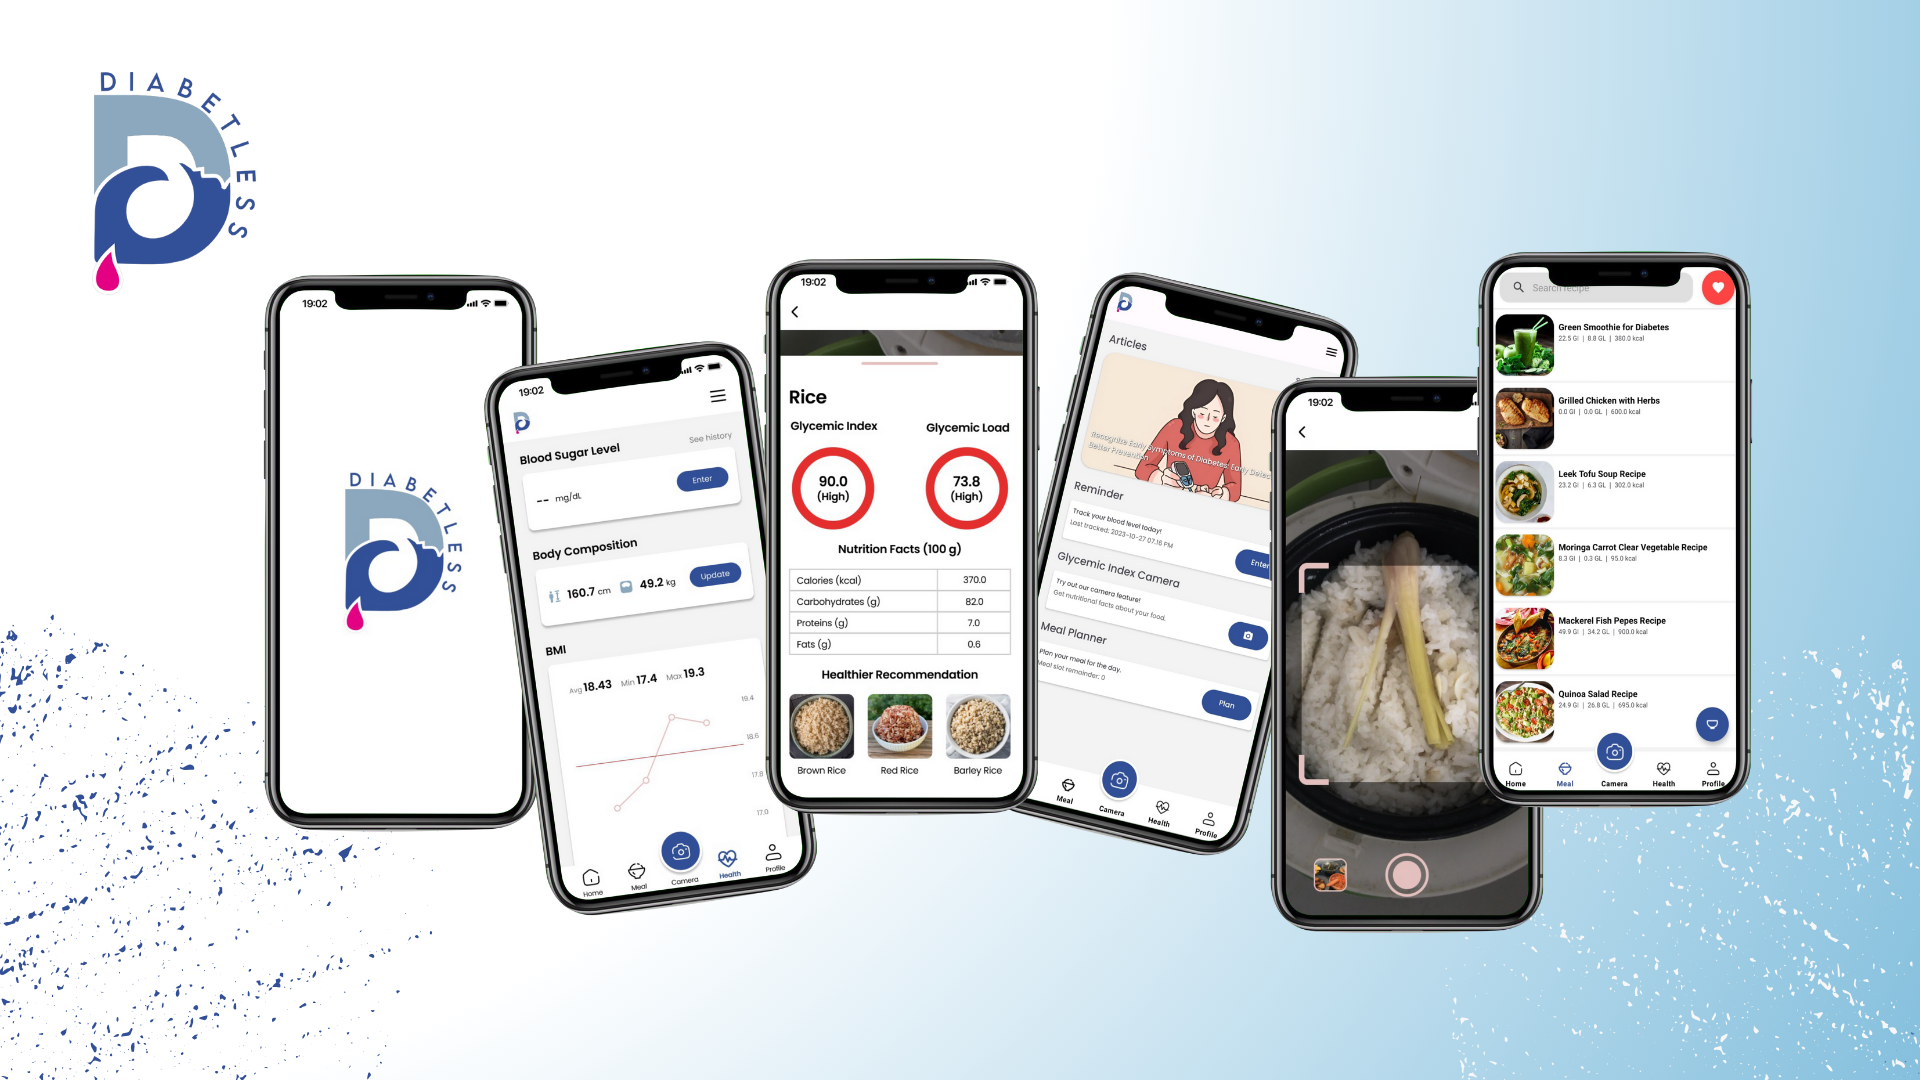 DIABETLESS
19:02
DIABETLESS
19:02
Blood Sugar Level
See history
-- mg/dL
Enter
Body Composition
160.7 cm
49.2 kg
Update
BMI
Avg 18.43 Min 17.4 Max 19.3
19.4
18.6
17.8
17.0
Home
Meal
Camera
Health
Profile
19:02
Rice
Glycemic Index
Glycemic Load
90.0
(High)
73.8
(High)
Nutrition Facts (100 g)
Calories (kcal) 370.0
Carbohydrates (g) 82.0
Proteins (g) 7.0
Fats (g) 0.6
Healthier Recommendation
Brown Rice
Red Rice
Barley Rice
Articles
Recognize Early Symptoms of Diabetes: Early Detec
Better Prevention
Reminder
Track your blood level today!
Last tracked: 2023-10-27 07.16 PM
Enter
Glycemic Index Camera
Try out our camera feature!
Get nutritional facts about your food.
Meal Planner
Plan your meal for the day.
Meal slot remainder: 0
Plan
Meal
Camera
Health
Profile
19:02
Search recipe
Green Smoothie for Diabetes
22.5 GI | 8.8 GL | 380.0 kcal
Grilled Chicken with Herbs
0.0 GI | 0.0 GL | 600.0 kcal
Leek Tofu Soup Recipe
23.2 GI | 6.3 GL | 302.0 kcal
Moringa Carrot Clear Vegetable Recipe
8.3 GI | 0.3 GL | 95.0 kcal
Mackerel Fish Pepes Recipe
49.9 GI | 34.2 GL | 900.0 kcal
Quinoa Salad Recipe
24.9 GI | 26.8 GL | 695.0 kcal
Home
Meal
Camera
Health
Profile